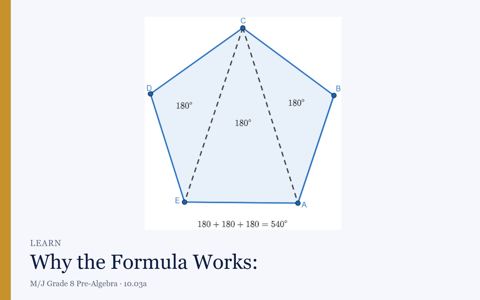 C
D
B
180°
180°
180°
E
A
180 + 180 + 180 = 540°
LEARN
Why the Formula Works:
M/J Grade 8 Pre-Algebra · 10.03a